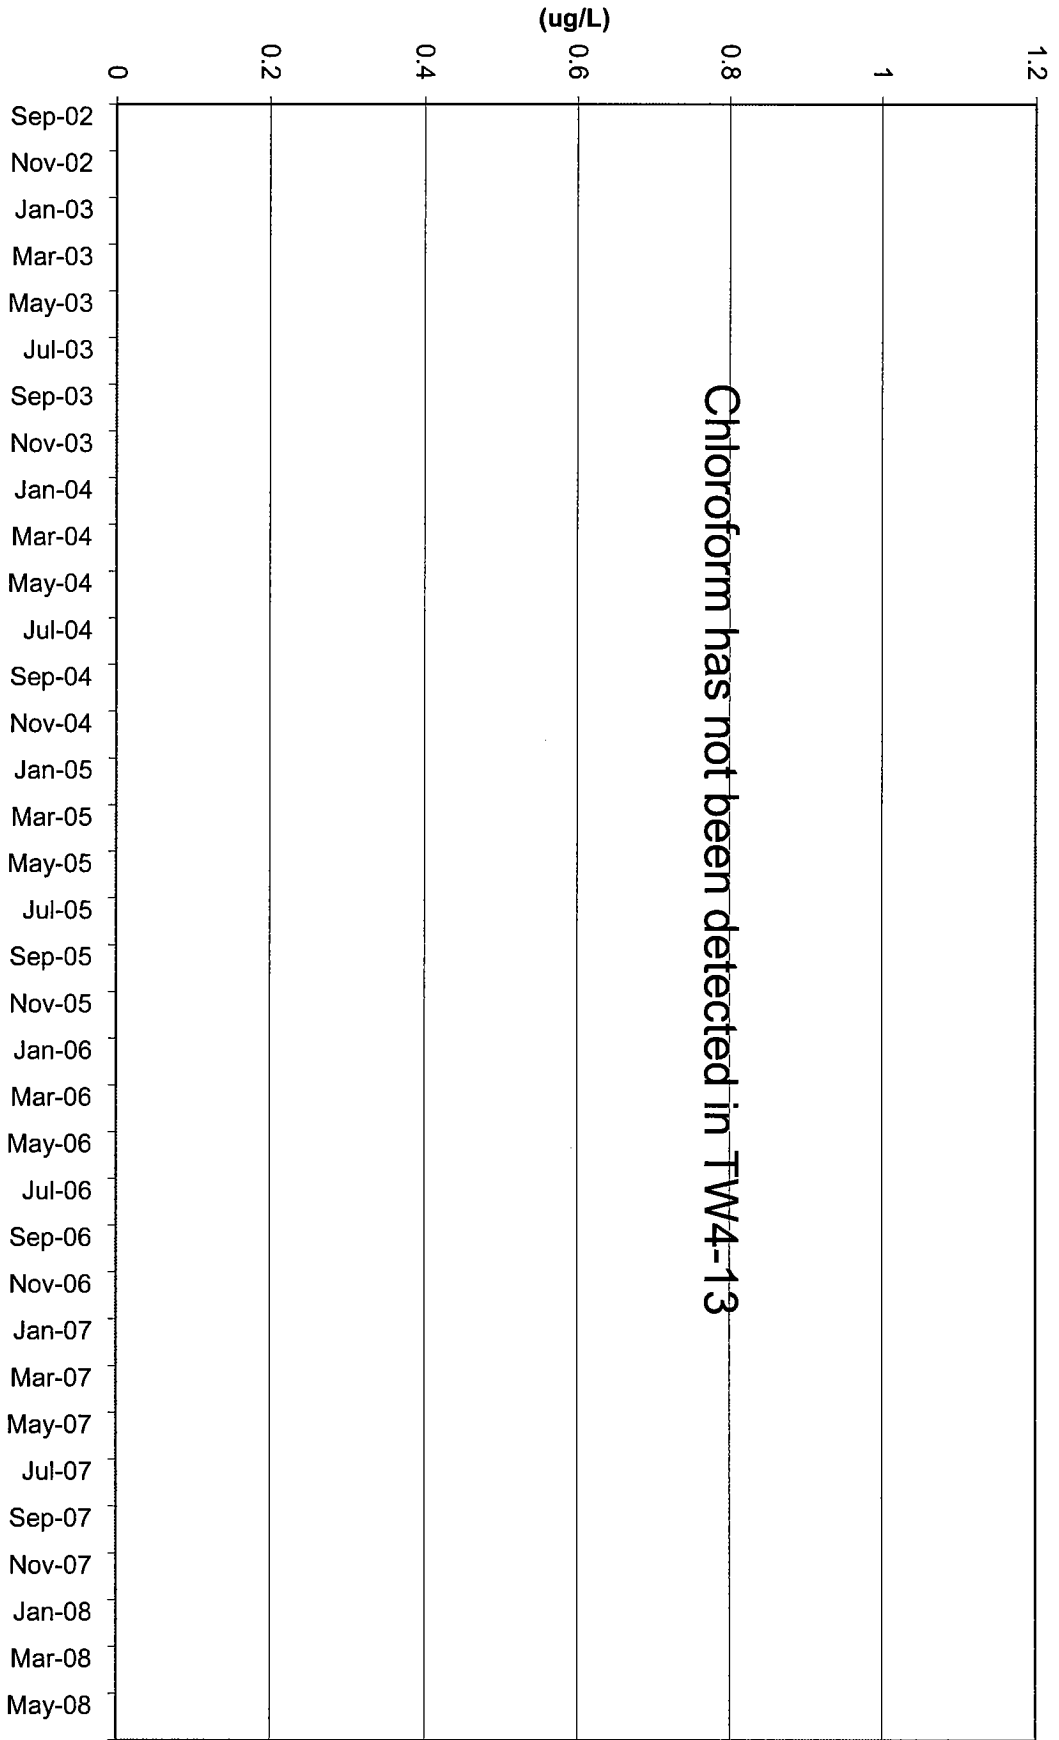 (ug/L)
1.2
1
0.8
0.6
0.4
0.2
0
Chloroform has not been detected in TW4-13
Sep-02
Nov-02
Jan-03
Mar-03
May-03
Jul-03
Sep-03
Nov-03
Jan-04
Mar-04
May-04
Jul-04
Sep-04
Nov-04
Jan-05
Mar-05
May-05
Jul-05
Sep-05
Nov-05
Jan-06
Mar-06
May-06
Jul-06
Sep-06
Nov-06
Jan-07
Mar-07
May-07
Jul-07
Sep-07
Nov-07
Jan-08
Mar-08
May-08